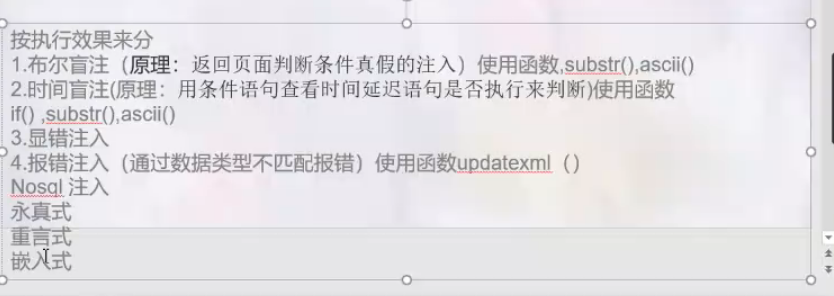 按执行效果来分
1.布尔盲注（原理：返回页面判断条件真假的注入）使用函数,substr(),ascii()
2.时间盲注(原理：用条件语句查看时间延迟语句是否执行来判断)使用函数
if() ,substr(),ascii()
3.显错注入
4.报错注入（通过数据类型不匹配报错）使用函数updatexml（）
Nosql 注入
永真式
重言式
嵌入式